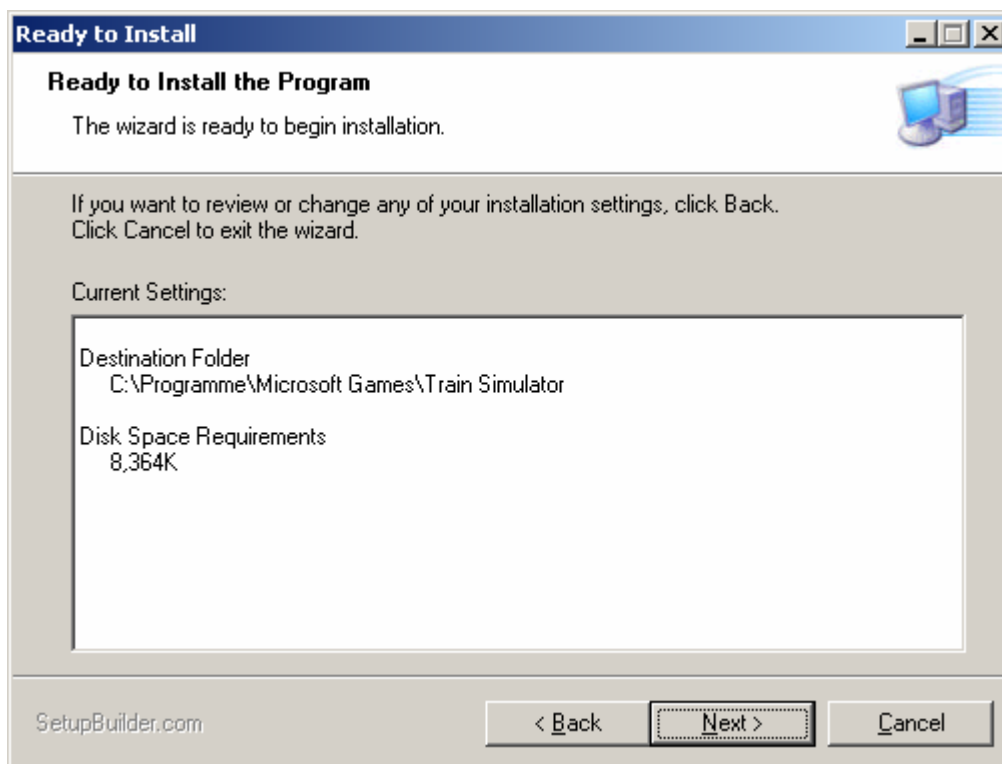 Ready to Install
Ready to Install the Program
The wizard is ready to begin installation.
If you want to review or change any of your installation settings, click Back.
Click Cancel to exit the wizard.
Current Settings:
Destination Folder
C:\Programme\Microsoft Games\Train Simulator
Disk Space Requirements
8,364K
SetupBuilder.com
< Back
Next >
Cancel